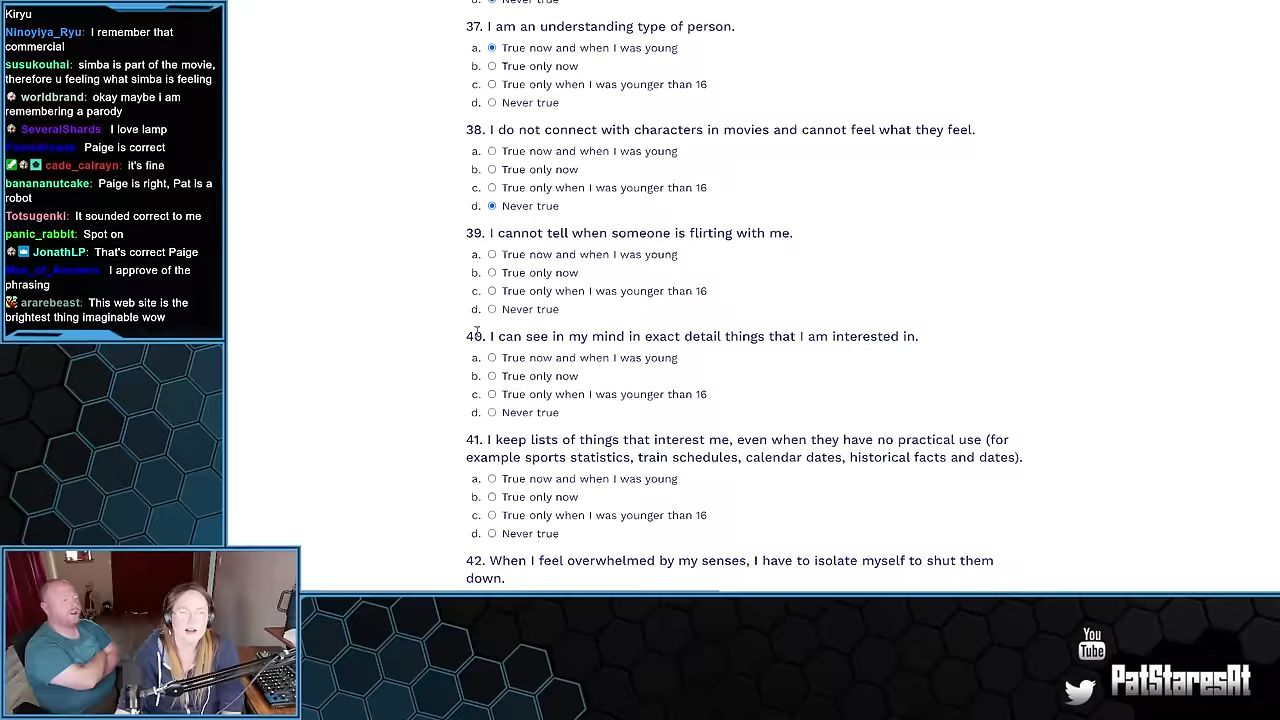 Kiryu
Ninoyiya_Ryu: I remember that
commercial
susukouhai: simba is part of the movie,
therefore u feeling what simba is feeling
worldbrand: okay maybe i am
remembering a parody
SeveralShards I love lamp
Paige is correct
cade_calrayn: it's fine
banananutcake: Paige is right, Pat is a
robot
Totsugenki: It sounded correct to me
panic_rabbit: Spot on
JonathLP: That's correct Paige
Man_of_Answers I approve of the
phrasing
ararebeast: This web site is the
brightest thing imaginable wow
d. Never true
37. I am an understanding type of person.
a. True now and when I was young
b. True only now
c. True only when I was younger than 16
d. Never true
38. I do not connect with characters in movies and cannot feel what they feel.
a. True now and when I was young
b. True only now
c. True only when I was younger than 16
d. Never true
39. I cannot tell when someone is flirting with me.
a. True now and when I was young
b. True only now
c. True only when I was younger than 16
d. Never true
40. I can see in my mind in exact detail things that I am interested in.
a. True now and when I was young
b. True only now
c. True only when I was younger than 16
d. Never true
41. I keep lists of things that interest me, even when they have no practical use (for
example sports statistics, train schedules, calendar dates, historical facts and dates).
a. True now and when I was young
b. True only now
c. True only when I was younger than 16
d. Never true
42. When I feel overwhelmed by my senses, I have to isolate myself to shut them
down.
You
Tube
PatStaresAt